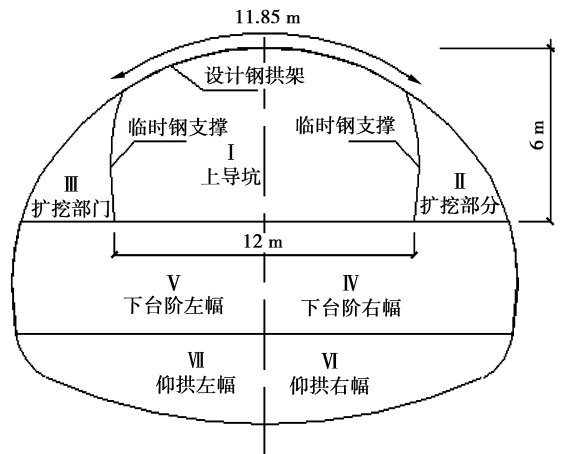 11.85 m
设计钢拱架
临时钢支撑
临时钢支撑
6 m
Ⅰ
上导坑
Ⅲ
扩挖部门
Ⅱ
扩挖部分
12 m
Ⅴ
下台阶左幅
Ⅳ
下台阶右幅
Ⅶ
仰拱左幅
Ⅵ
仰拱右幅